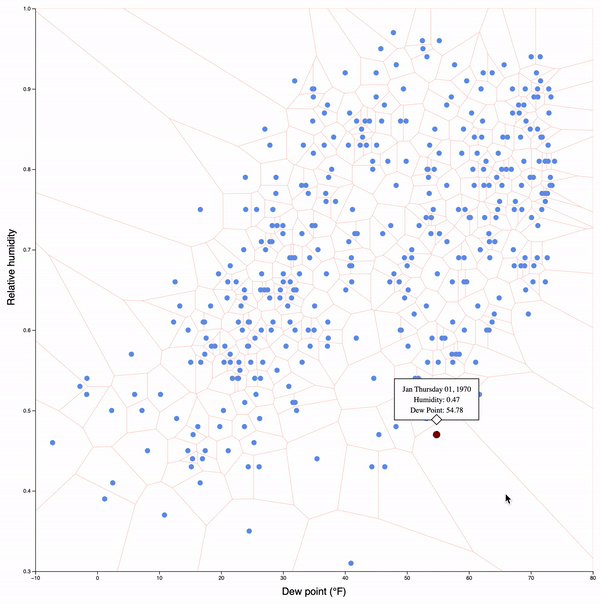 1.0
0.9
0.8
0.7
0.6
0.5
0.4
0.3
Relative humidity
Jan Thursday 01, 1970
Humidity: 0.47
Dew Point: 54.78
−10 0 10 20 30 40 50 60 70 80
Dew point (°F)